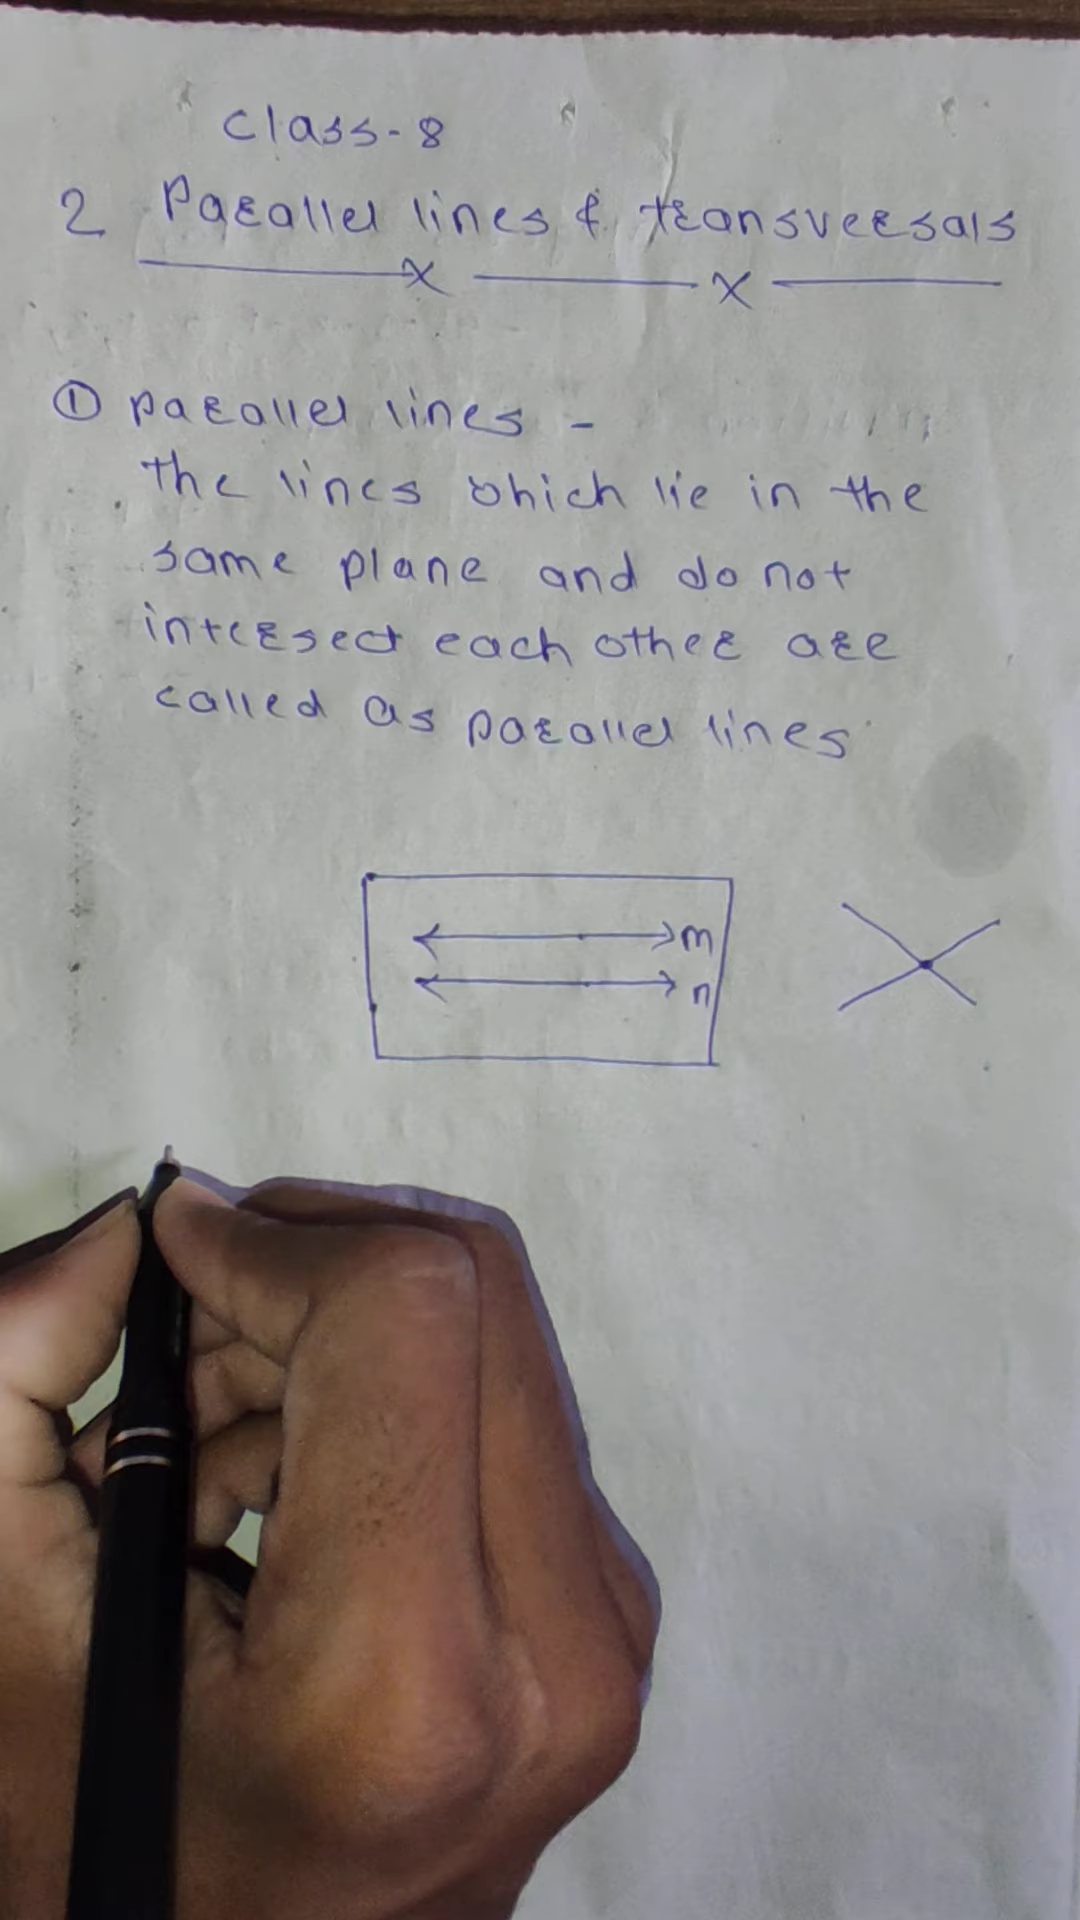 Class-8
2 Parallel lines & transversals
① parallel lines -
the lines which lie in the
same plane and do not
intersect each other are
called as parallel lines
m
n